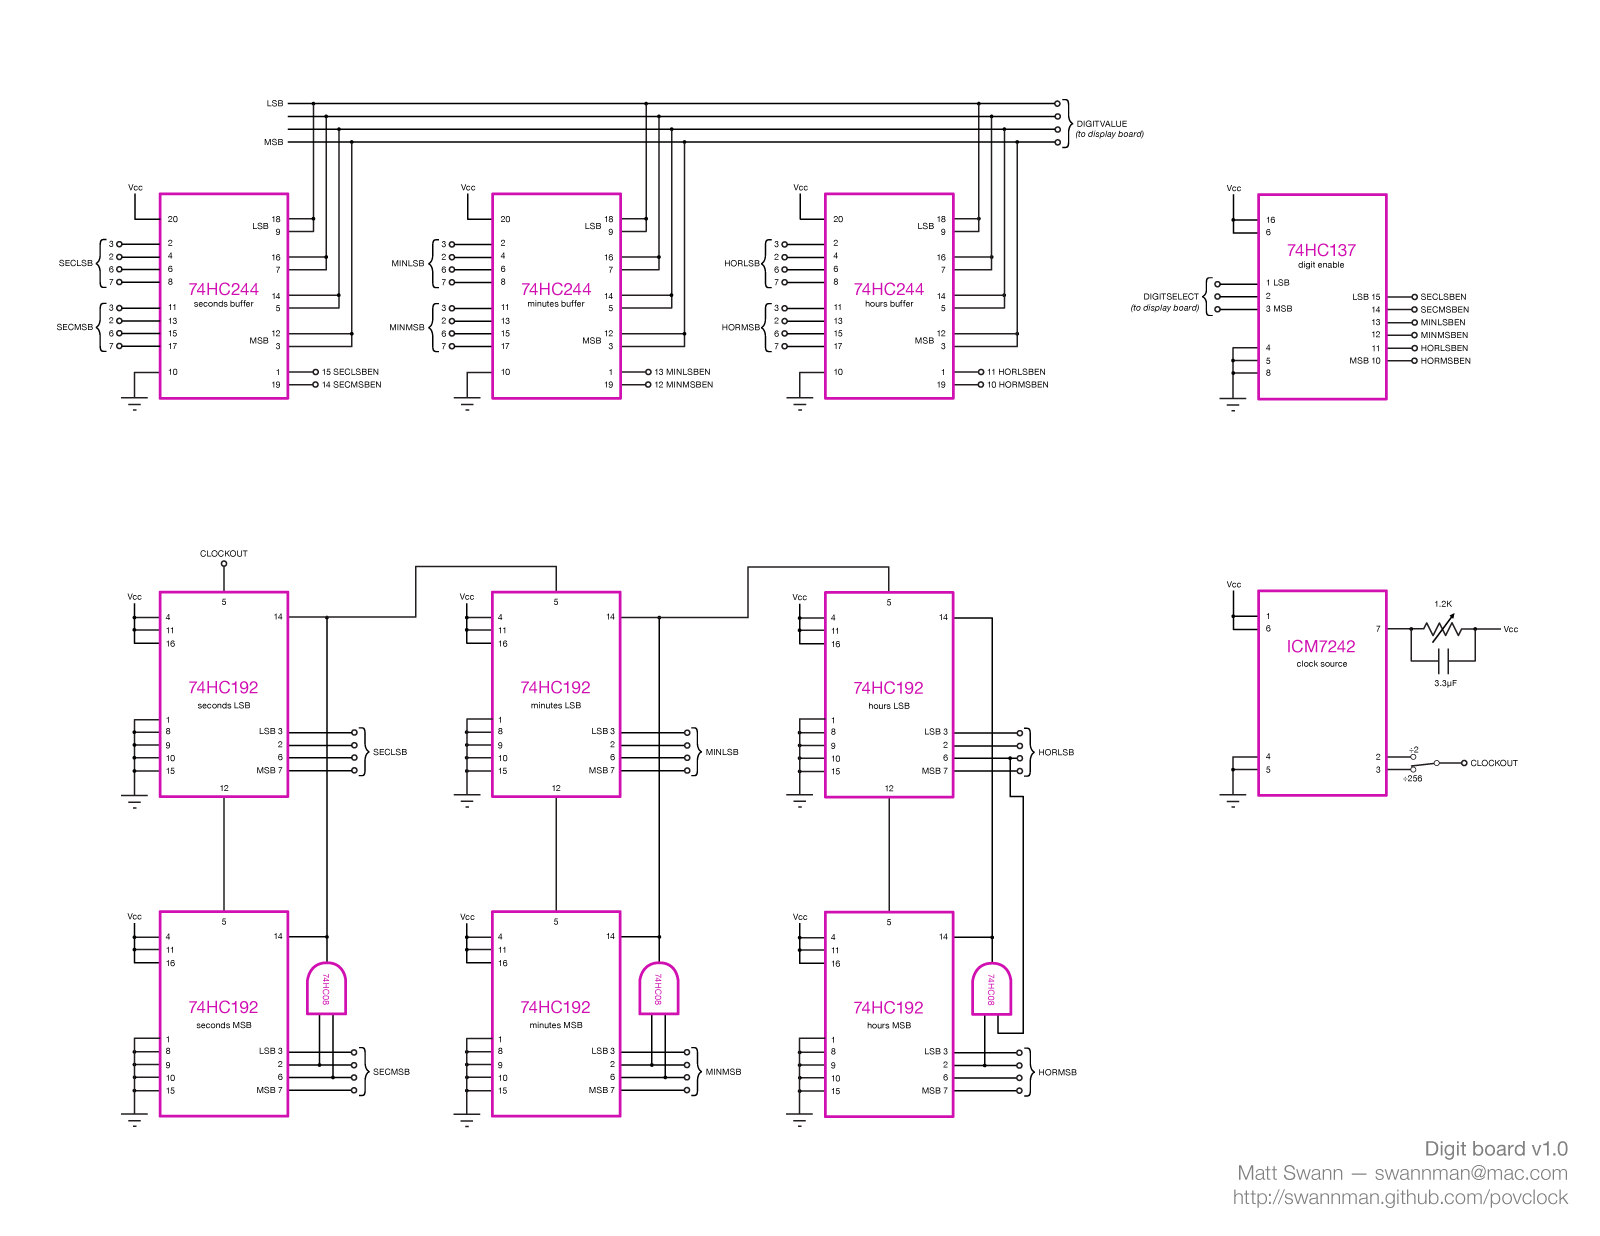 LSB
MSB
DIGITVALUE
(to display board)
Vcc
20
18
LSB
9
SECLSB
3 2
2 4
6 6
7 8
16
7
74HC244
seconds buffer
14
5
SECMSB
3 11
2 13
6 15
7 17
12
MSB
3
10
1 15 SECLSBEN
19 14 SECMSBEN
Vcc
20
18
LSB
9
MINLSB
3 2
2 4
6 6
7 8
16
7
74HC244
minutes buffer
14
5
MINMSB
3 11
2 13
6 15
7 17
12
MSB
3
10
1 13 MINLSBEN
19 12 MINMSBEN
Vcc
20
18
LSB
9
HORLSB
3 2
2 4
6 6
7 8
16
7
74HC244
hours buffer
14
5
HORMSB
3 11
2 13
6 15
7 17
12
MSB
3
10
1 11 HORLSBEN
19 10 HORMSBEN
Vcc
16
6
74HC137
digit enable
DIGITSELECT
(to display board)
1 LSB
2
3 MSB
LSB 15 SECLSBEN
14 SECMSBEN
13 MINLSBEN
12 MINMSBEN
11 HORLSBEN
MSB 10 HORMSBEN
4
5
8
CLOCKOUT
5
Vcc
4
11
16
14
74HC192
seconds LSB
1
8
9
10
15
LSB 3
2
6
MSB 7
SECLSB
12
5
Vcc
4
11
16
14
74HC192
minutes LSB
1
8
9
10
15
LSB 3
2
6
MSB 7
MINLSB
12
5
Vcc
4
11
16
14
74HC192
hours LSB
1
8
9
10
15
LSB 3
2
6
MSB 7
HORLSB
12
Vcc
1
6
7
1.2K
Vcc
3.3µF
ICM7242
clock source
4
5
2
3
÷2
÷256
CLOCKOUT
5
Vcc
4
11
16
14
74HC08
74HC192
seconds MSB
1
8
9
10
15
LSB 3
2
6
MSB 7
SECMSB
5
Vcc
4
11
16
14
74HC08
74HC192
minutes MSB
1
8
9
10
15
LSB 3
2
6
MSB 7
MINMSB
5
Vcc
4
11
16
14
74HC08
74HC192
hours MSB
1
8
9
10
15
LSB 3
2
6
MSB 7
HORMSB
Digit board v1.0
Matt Swann — swannman@mac.com
http://swannman.github.com/povclock